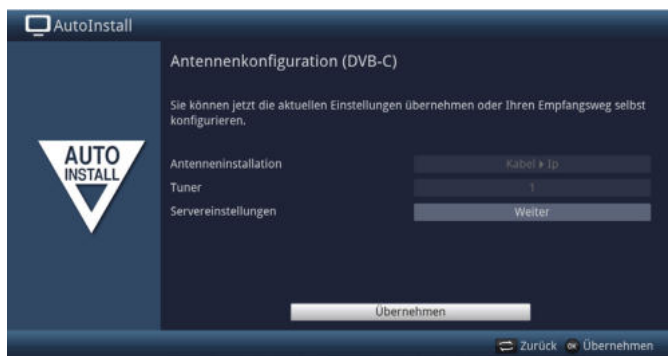 AutoInstall
Antennenkonfiguration (DVB-C)
Sie können jetzt die aktuellen Einstellungen übernehmen oder Ihren Empfangsweg selbst
konfigurieren.
AUTO
INSTALL
Antenneninstallation Kabel ▸ Ip
Tuner 1
Servereinstellungen Weiter
Übernehmen
Zurück OK Übernehmen